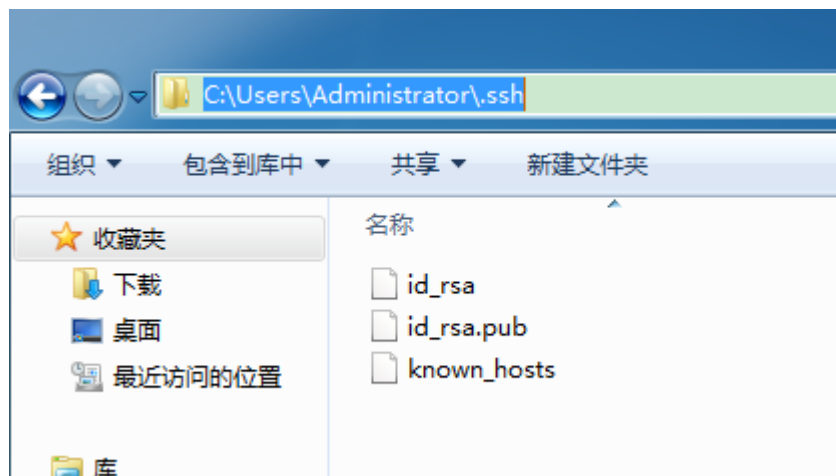 C:\Users\Administrator\.ssh
组织 包含到库中 共享 新建文件夹
收藏夹
下载
桌面
最近访问的位置
库
名称
id_rsa
id_rsa.pub
known_hosts